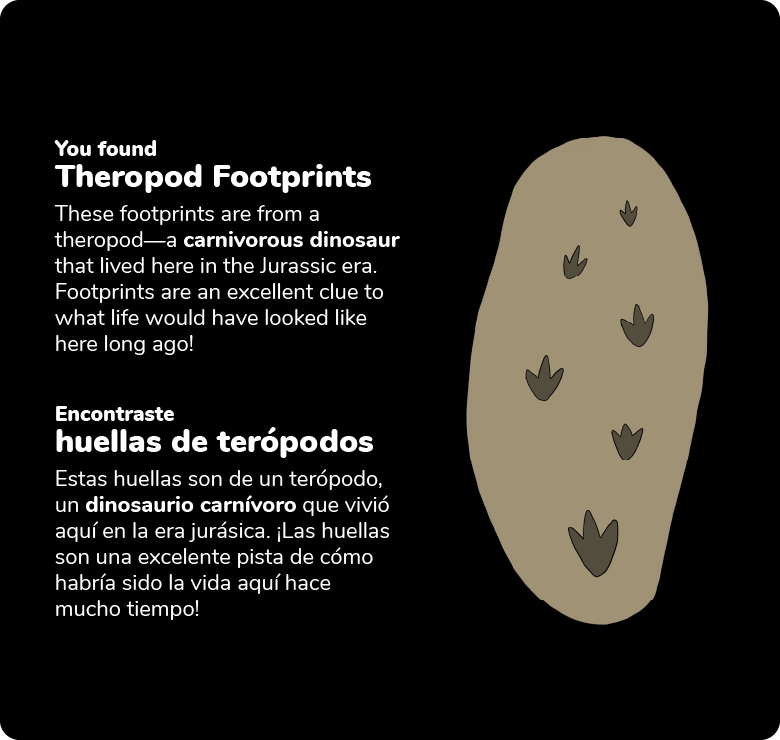 You found
Theropod Footprints
These footprints are from a
theropod—a carnivorous dinosaur
that lived here in the Jurassic era.
Footprints are an excellent clue to
what life would have looked like
here long ago!
Encontraste
huellas de terópodos
Estas huellas son de un terópodo,
un dinosaurio carnívoro que vivió
aquí en la era jurásica. ¡Las huellas
son una excelente pista de cómo
habría sido la vida aquí hace
mucho tiempo!